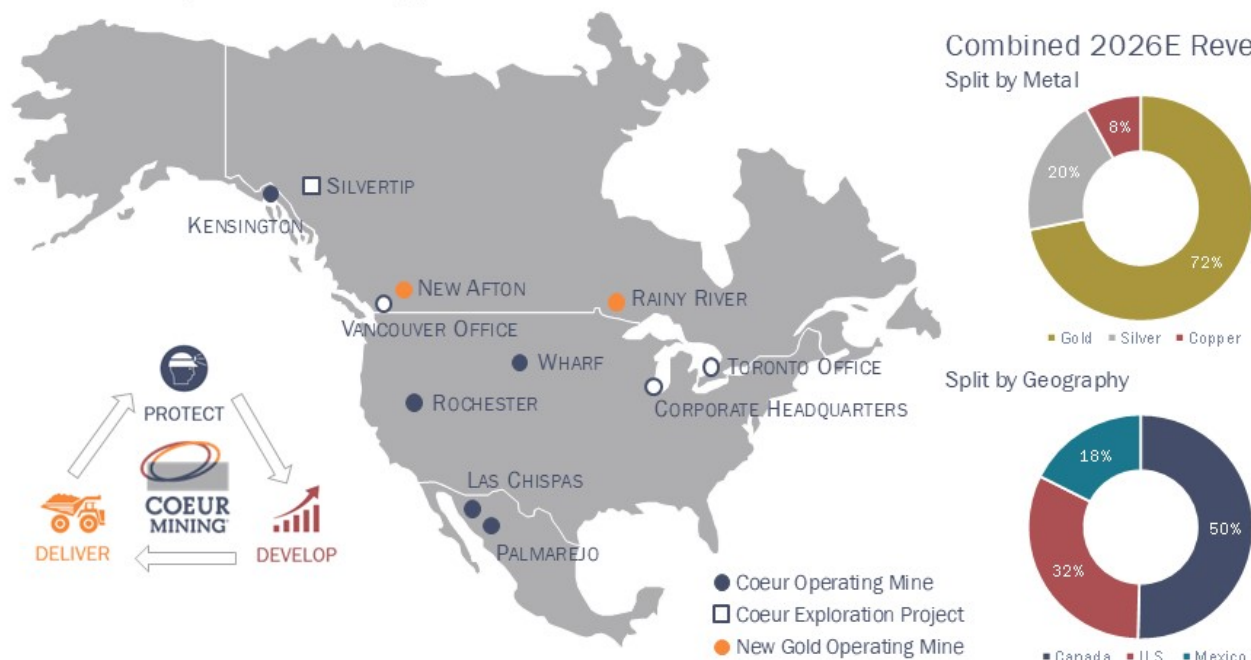 Combined 2026E Reve
Split by Metal
8%
20%
72%
Gold Silver Copper
SILVERTIP
KENSINGTON
NEW AFTON
RAINY RIVER
VANCOUVER OFFICE
WHARF
TORONTO OFFICE
ROCHESTER
CORPORATE HEADQUARTERS
LAS CHISPAS
PALMAREJO
PROTECT
COEUR
MINING
DELIVER
DEVELOP
Coeur Operating Mine
Coeur Exploration Project
New Gold Operating Mine
Split by Geography
18%
50%
32%
Canada U.S. Mexico